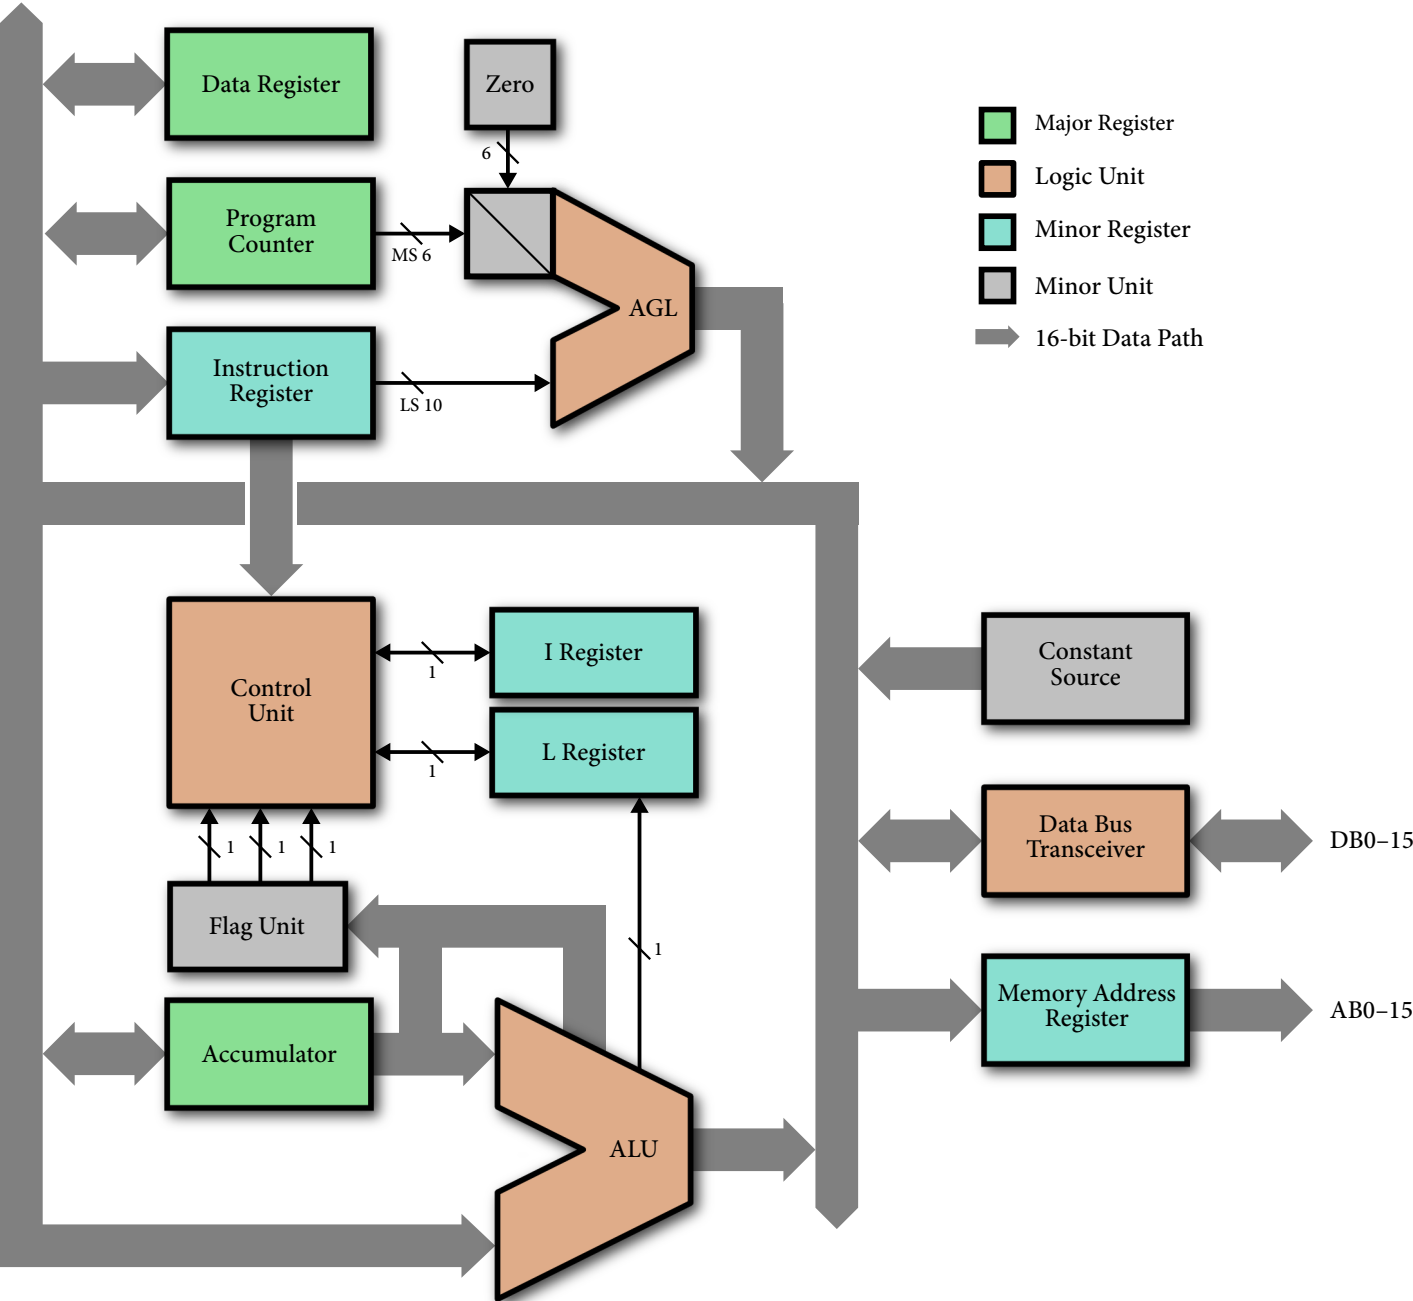 Data Register
Zero
6
Program
Counter
MS 6
AGL
Instruction
Register
LS 10
Major Register
Logic Unit
Minor Register
Minor Unit
16-bit Data Path
Control
Unit
I Register
1
L Register
1
1
1
1
Flag Unit
1
Accumulator
ALU
Constant
Source
Data Bus
Transceiver
DB0–15
Memory Address
Register
AB0–15